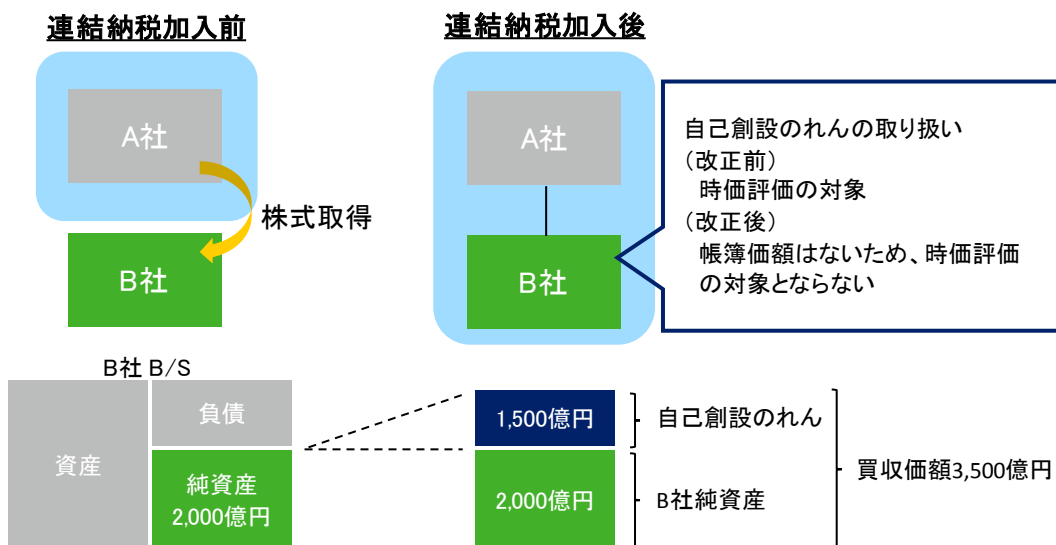 連結納税加入前
A社
株式取得
B社
連結納税加入後
A社
B社
自己創設のれんの取り扱い
(改正前)
時価評価の対象
(改正後)
帳簿価額はないため、時価評価
の対象とならない
B社 B/S
資産
負債
純資産
2,000億円
1,500億円
2,000億円
自己創設のれん
B社純資産
買収価額3,500億円